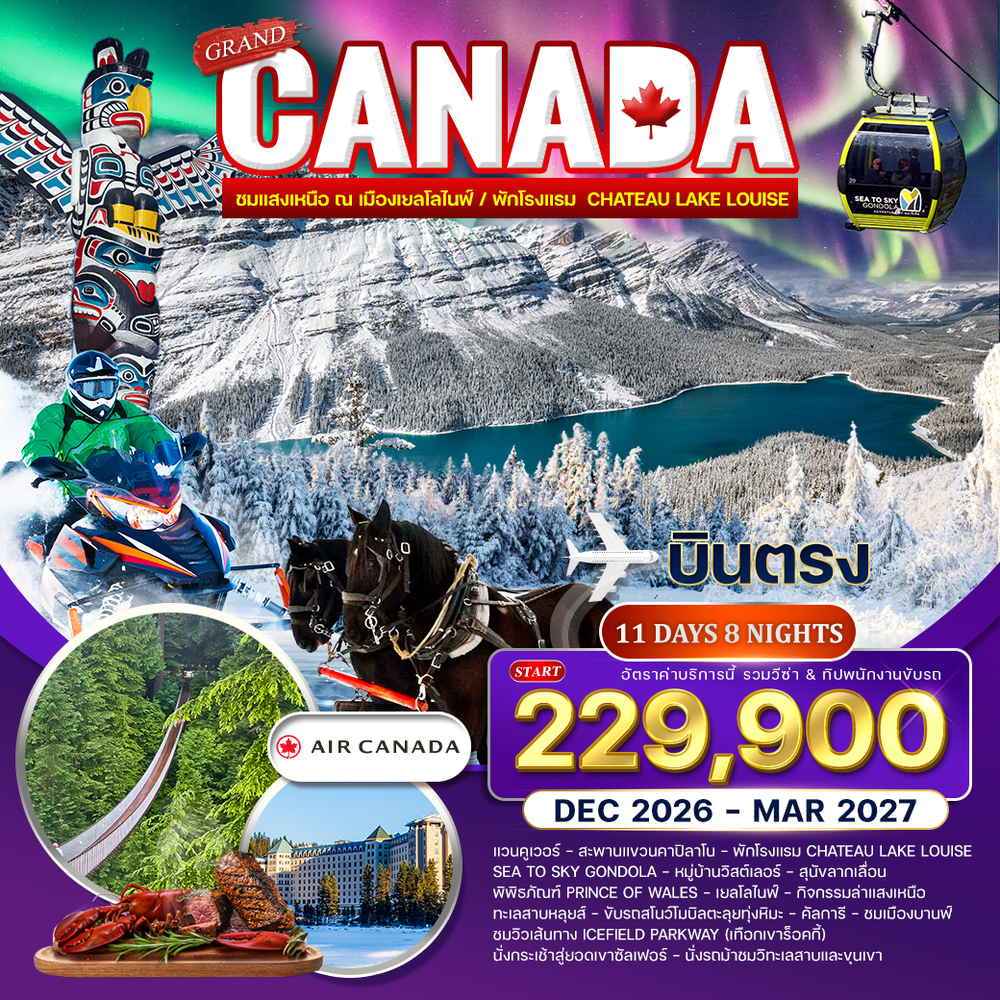 GRAND
CANADA
ชมแสงเหนือ ณ เมืองเยลโลไนฟ์ / พักโรงแรม CHATEAU LAKE LOUISE
20
SEA TO SKY
GONDOLA
บินตรง
11 DAYS 8 NIGHTS
START อัตราค่าบริการนี้ รวมวีซ่า & ทิปพนักงานขับรถ
229,900
AIR CANADA
DEC 2026 - MAR 2027
แวนคูเวอร์ - สะพานแขวนคาปิลาโน - พักโรงแรม CHATEAU LAKE LOUISE
SEA TO SKY GONDOLA - หมู่บ้านวิสต์เลอร์ - สุนัขลากเลื่อน
พิพิธภัณฑ์ PRINCE OF WALES - เยลโลไนฟ์ - กิจกรรมล่าแสงเหนือ
ทะเลสาบหลุยส์ - ขับรถสโนว์โมบิลตะลุยทุ่งหิมะ - คัลการี - ชมเมืองบานฟ์
ชมวิวเส้นทาง ICEFIELD PARKWAY (เทือกเขาร็อคกี้)
นั่งกระเช้าสู่ยอดเขาซัลเฟอร์ - นั่งรถม้าชมวิวทะเลสาบและขุนเขา